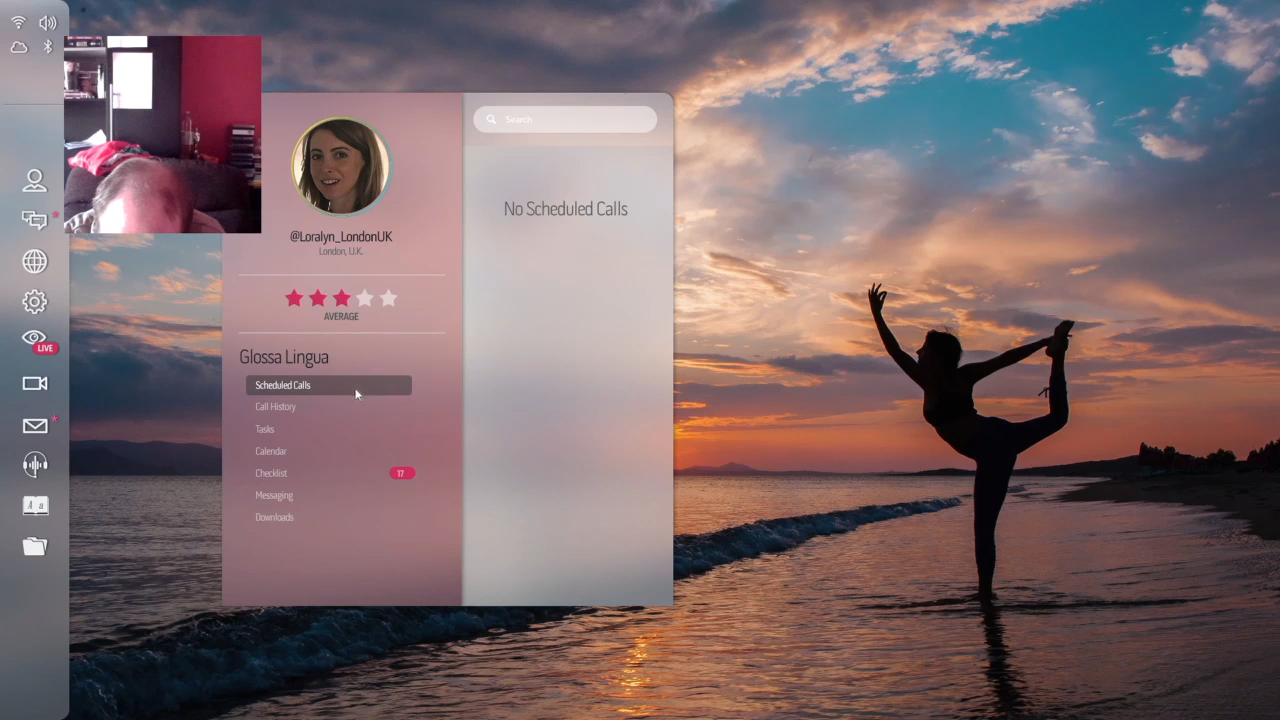 LIVE
@Loralyn_LondonUK
London, U.K.
AVERAGE
Glossa Lingua
Scheduled Calls
Call History
Tasks
Calendar
Checklist 17
Messaging
Downloads
Search
No Scheduled Calls
A a